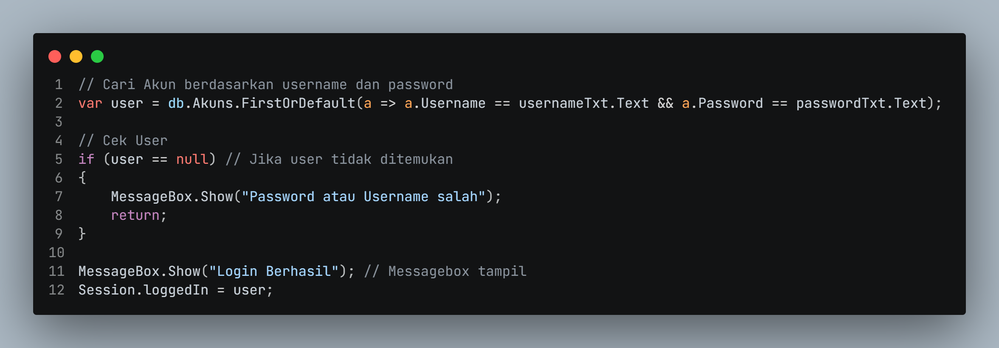 1 // Cari Akun berdasarkan username dan password
2 var user = db.Akuns.FirstOrDefault(a => a.Username == usernameTxt.Text && a.Password == passwordTxt.Text);
3
4 // Cek User
5 if (user == null) // Jika user tidak ditemukan
6 {
7     MessageBox.Show("Password atau Username salah");
8     return;
9 }
10
11 MessageBox.Show("Login Berhasil"); // Messagebox tampil
12 Session.loggedIn = user;